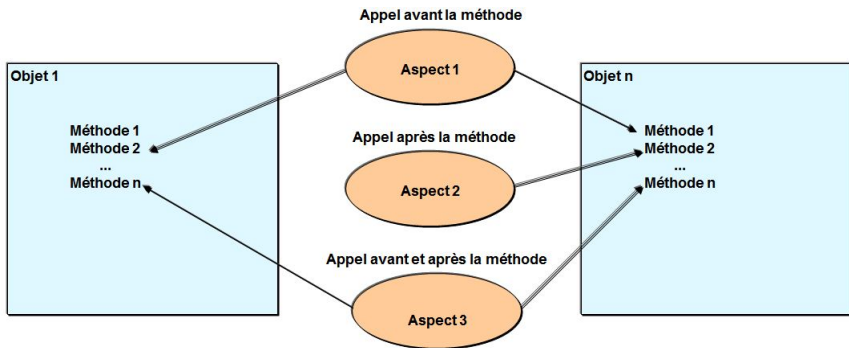 Appel avant la méthode
Objet 1
Aspect 1
Objet n
Méthode 1
Méthode 2
...
Méthode n
Appel après la méthode
Aspect 2
Méthode 1
Méthode 2
...
Méthode n
Appel avant et après la méthode
Aspect 3